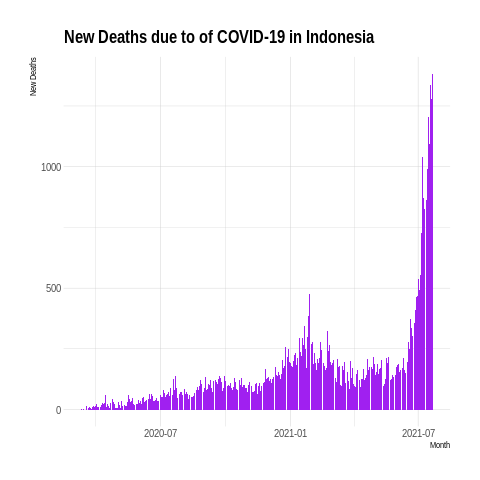 New Deaths due to of COVID-19 in Indonesia
New Deaths
1000
500
0
2020-07
2021-01
2021-07
Month